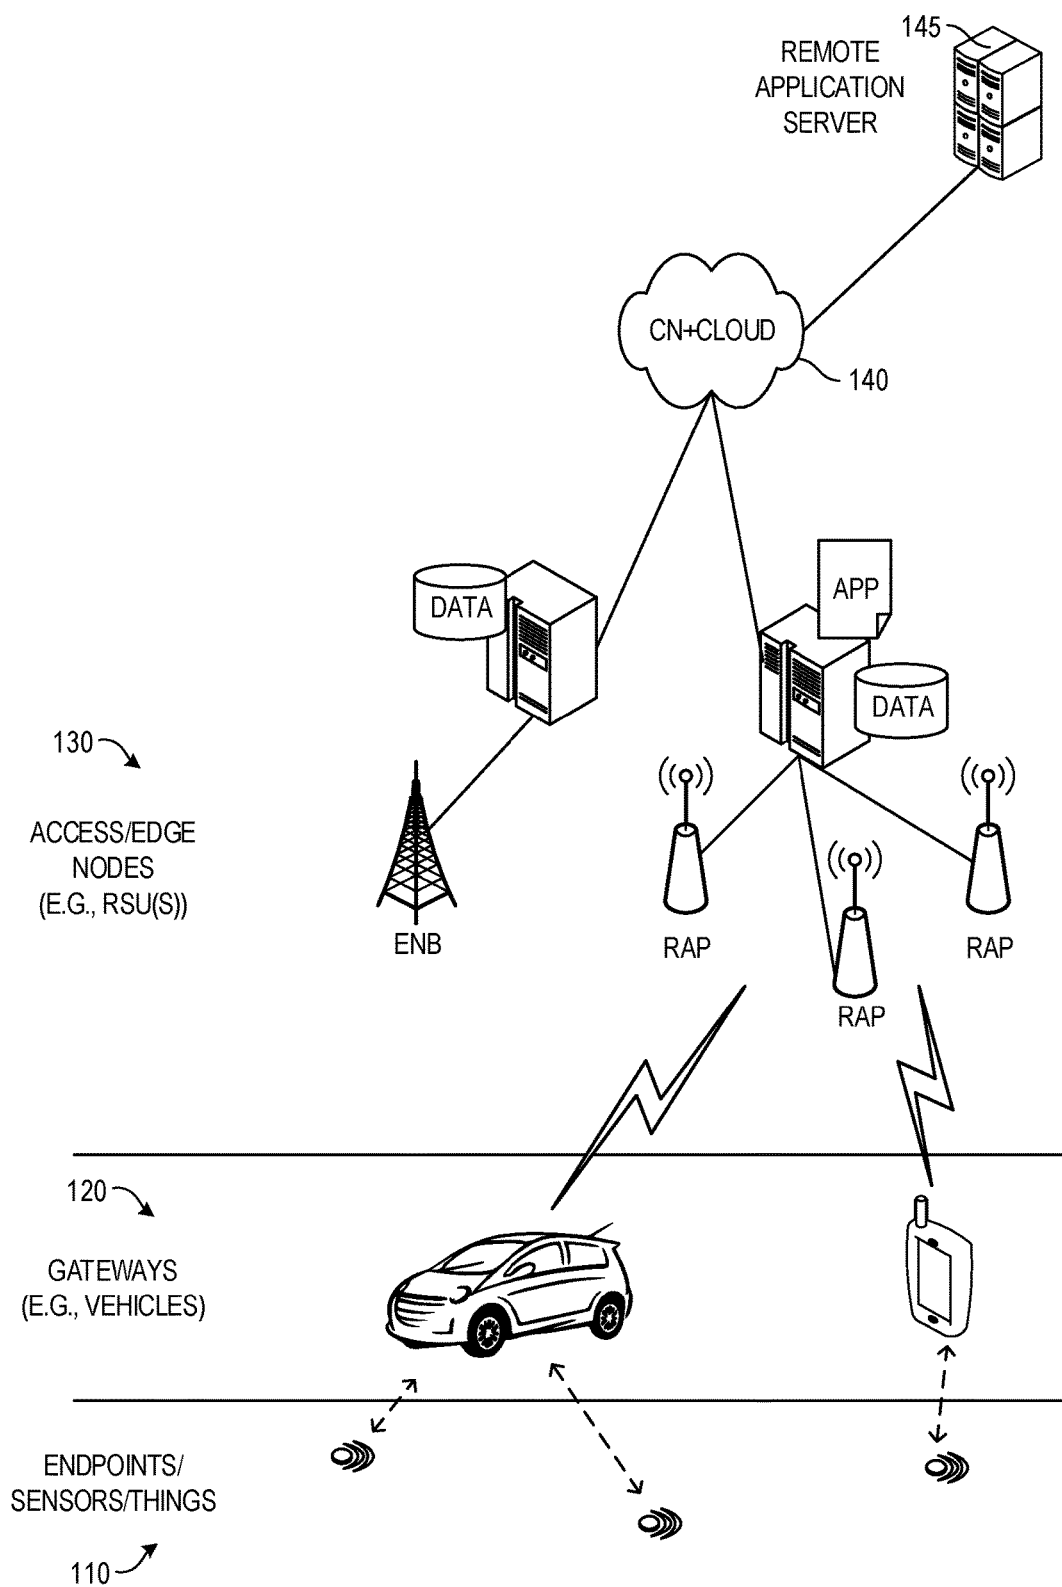 145
REMOTE
APPLICATION
SERVER
CN+CLOUD
140
APP
DATA
DATA
130
ACCESS/EDGE
NODES
(E.G., RSU(S))
ENB
RAP
RAP
RAP
120
GATEWAYS
(E.G., VEHICLES)
ENDPOINTS/
SENSORS/THINGS
110